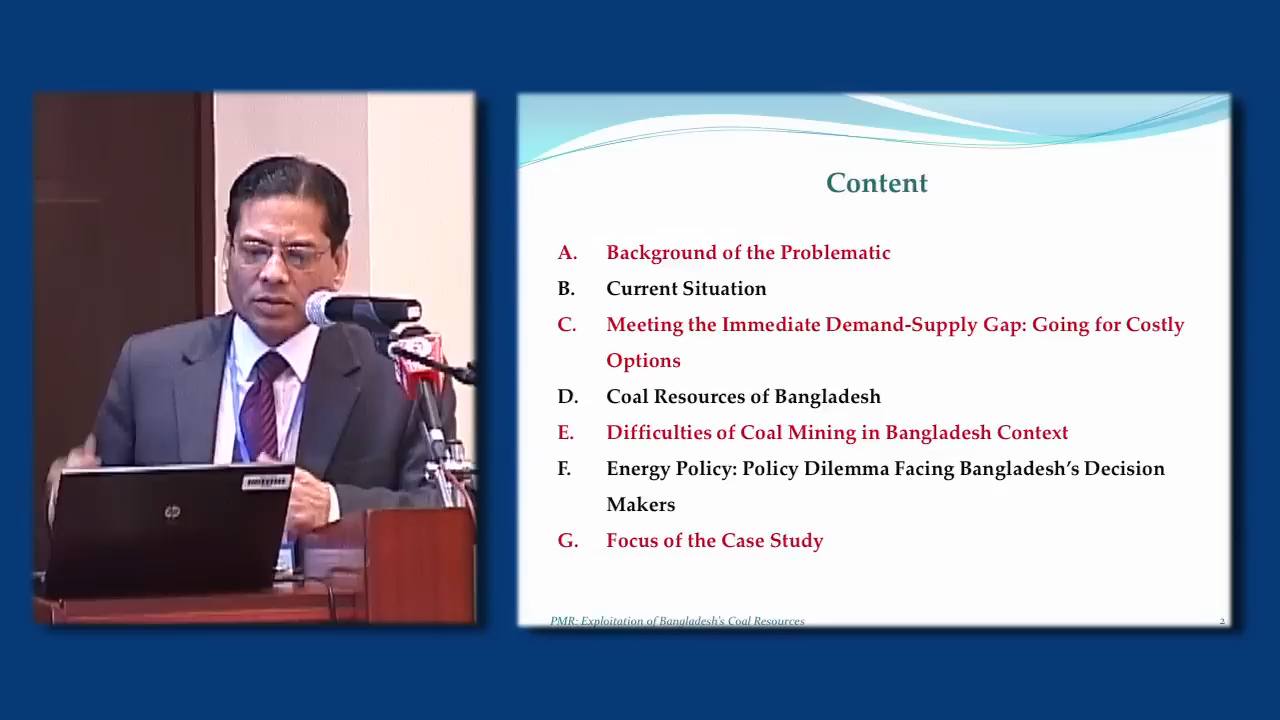 Content
A. Background of the Problematic
B. Current Situation
C. Meeting the Immediate Demand-Supply Gap: Going for Costly
Options
D. Coal Resources of Bangladesh
E. Difficulties of Coal Mining in Bangladesh Context
F. Energy Policy: Policy Dilemma Facing Bangladesh's Decision
Makers
G. Focus of the Case Study
PMR: Exploitation of Bangladesh's Coal Resources 2
hp